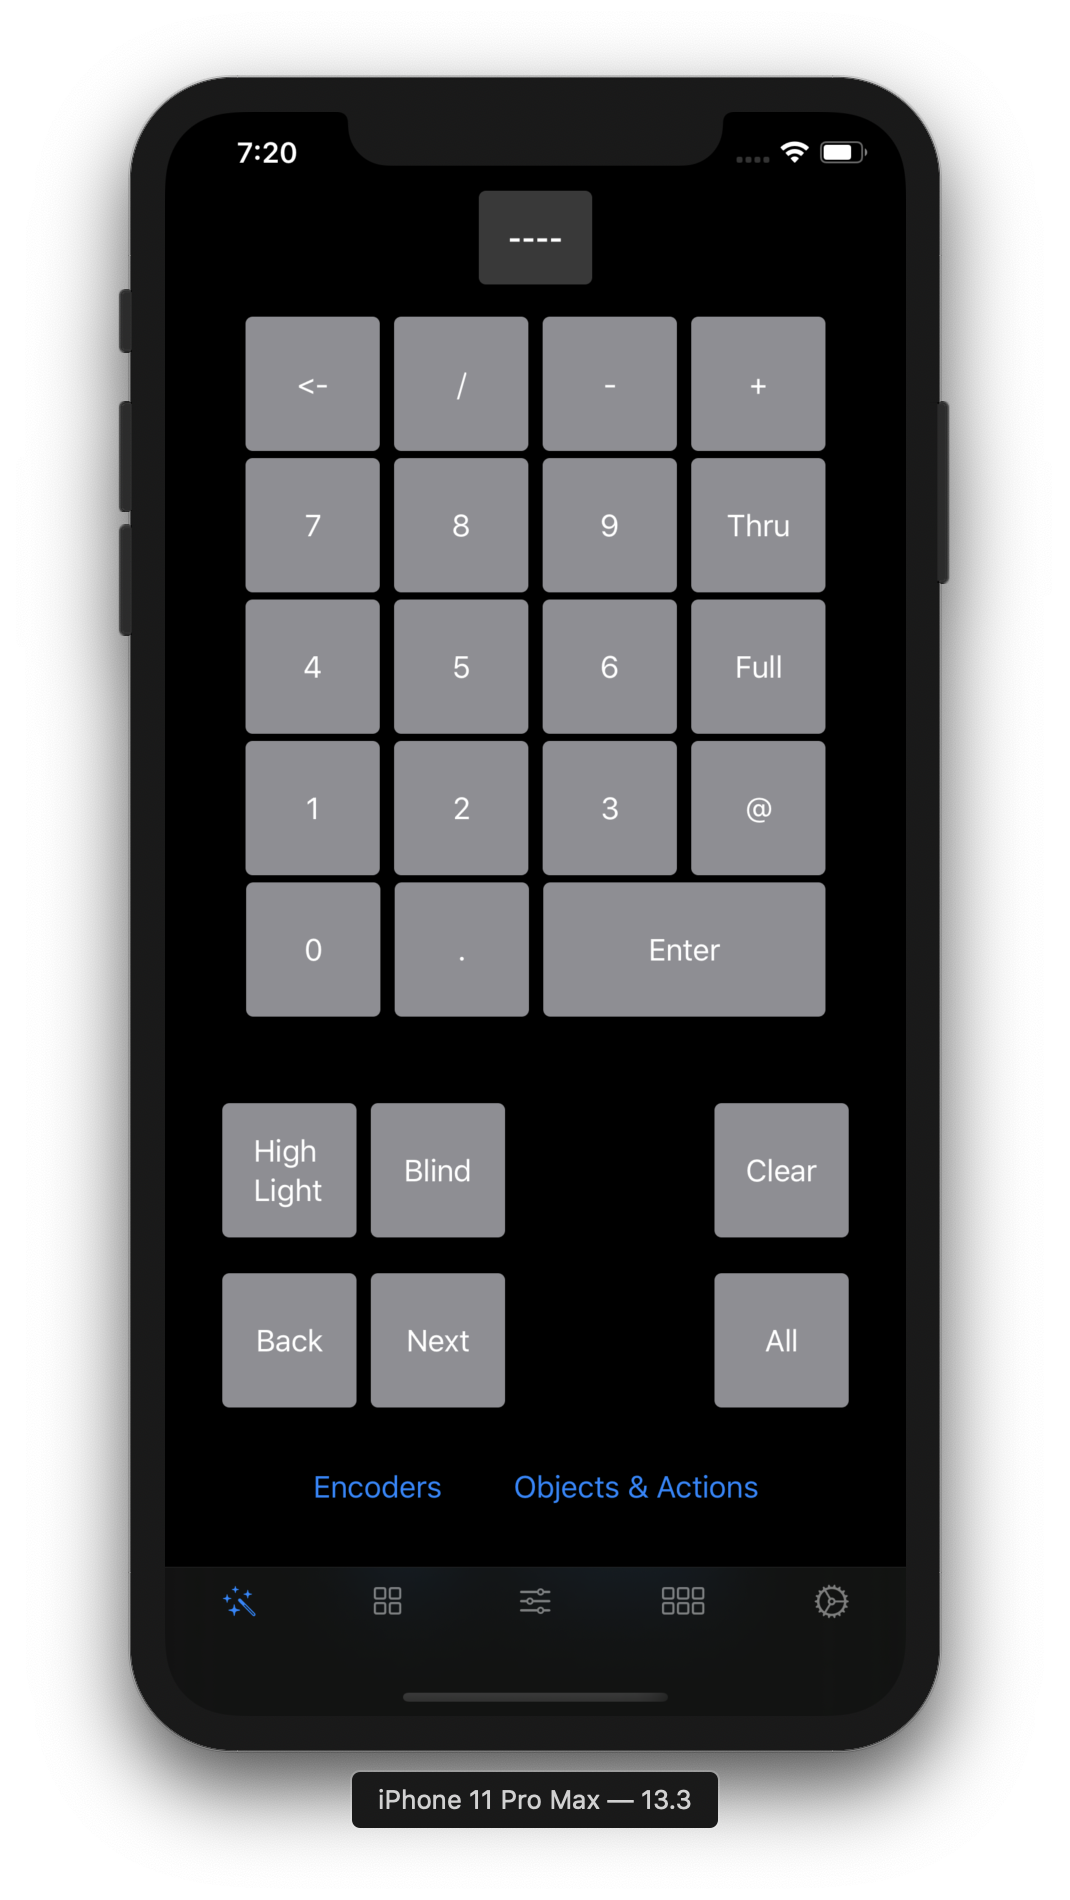 7:20
----
<- / - +
7 8 9 Thru
4 5 6 Full
1 2 3 @
0 . Enter
High
Light
Blind
Clear
Back Next All
Encoders Objects & Actions
iPhone 11 Pro Max — 13.3